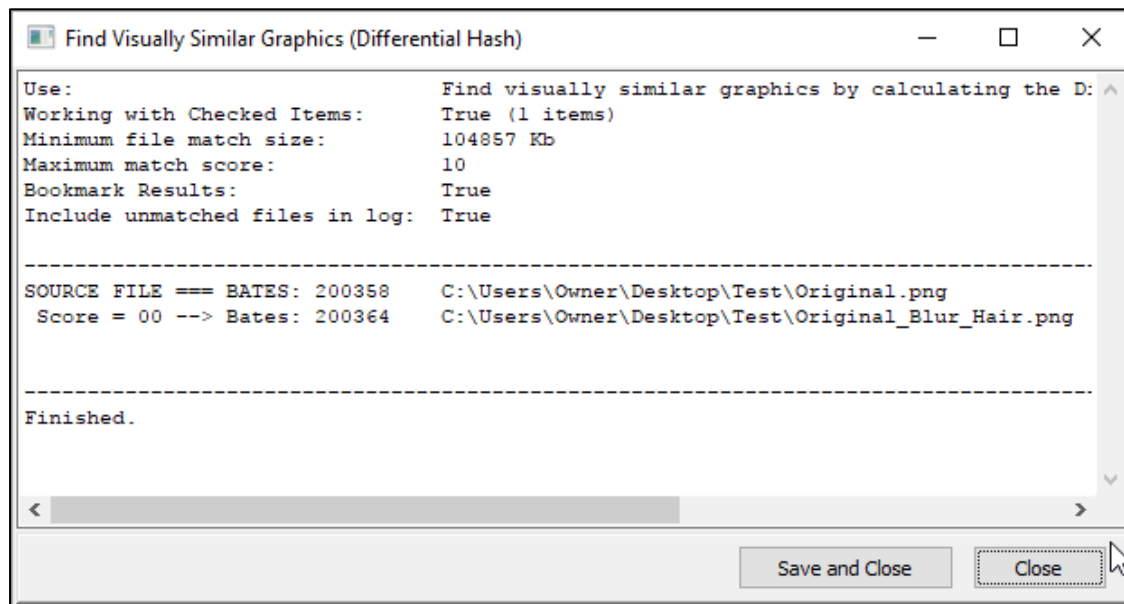 Find Visually Similar Graphics (Differential Hash)
Use: Find visually similar graphics by calculating the
Working with Checked Items: True (1 items)
Minimum file match size: 104857 Kb
Maximum match score: 10
Bookmark Results: True
Include unmatched files in log: True
--------------------------------------------------------------------------------------
SOURCE FILE === BATES: 200358 C:\Users\Owner\Desktop\Test\Original.png
Score = 00 --> Bates: 200364 C:\Users\Owner\Desktop\Test\Original_Blur_Hair.png
--------------------------------------------------------------------------------------
Finished.
Save and Close Close